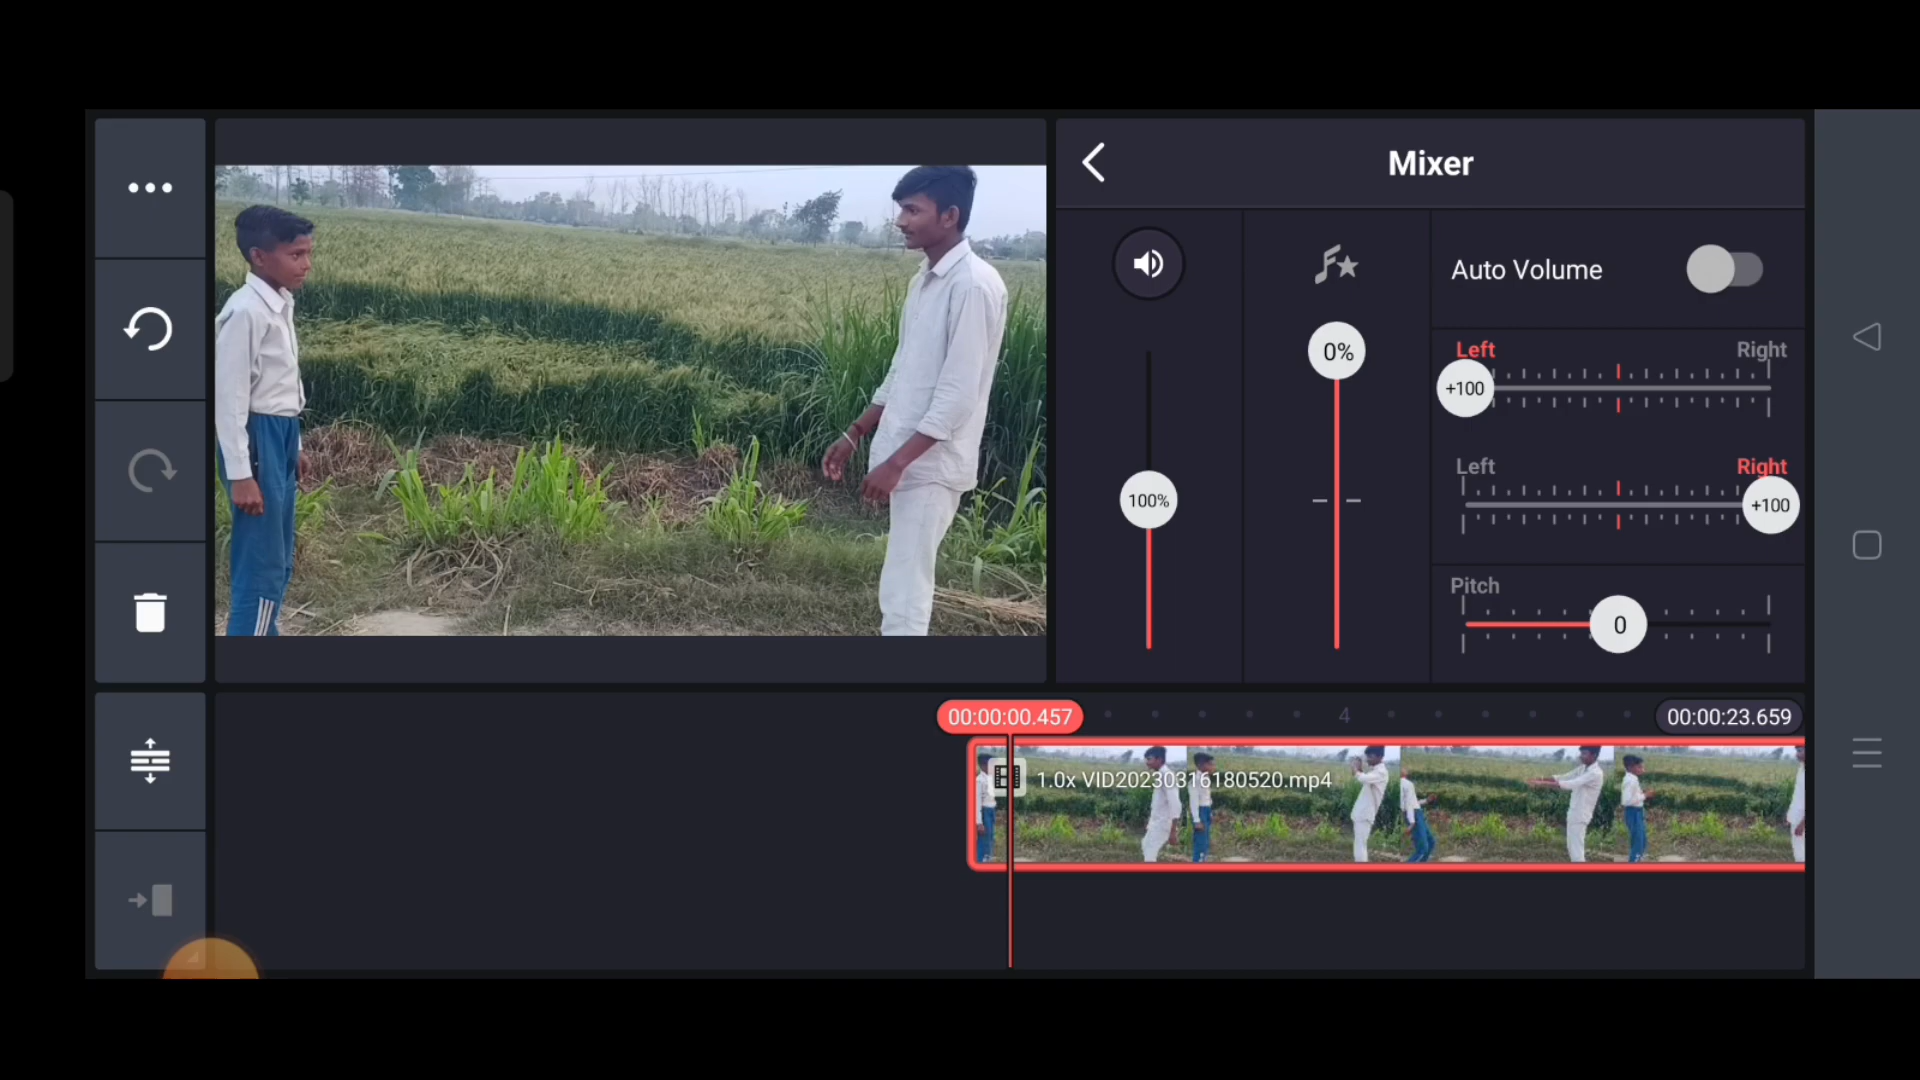 Mixer
Auto Volume
0%
100%
Left Right
+100
Left Right
+100
Pitch
0
00:00:00.457
4
00:00:23.659
1.0x VID20230316180520.mp4